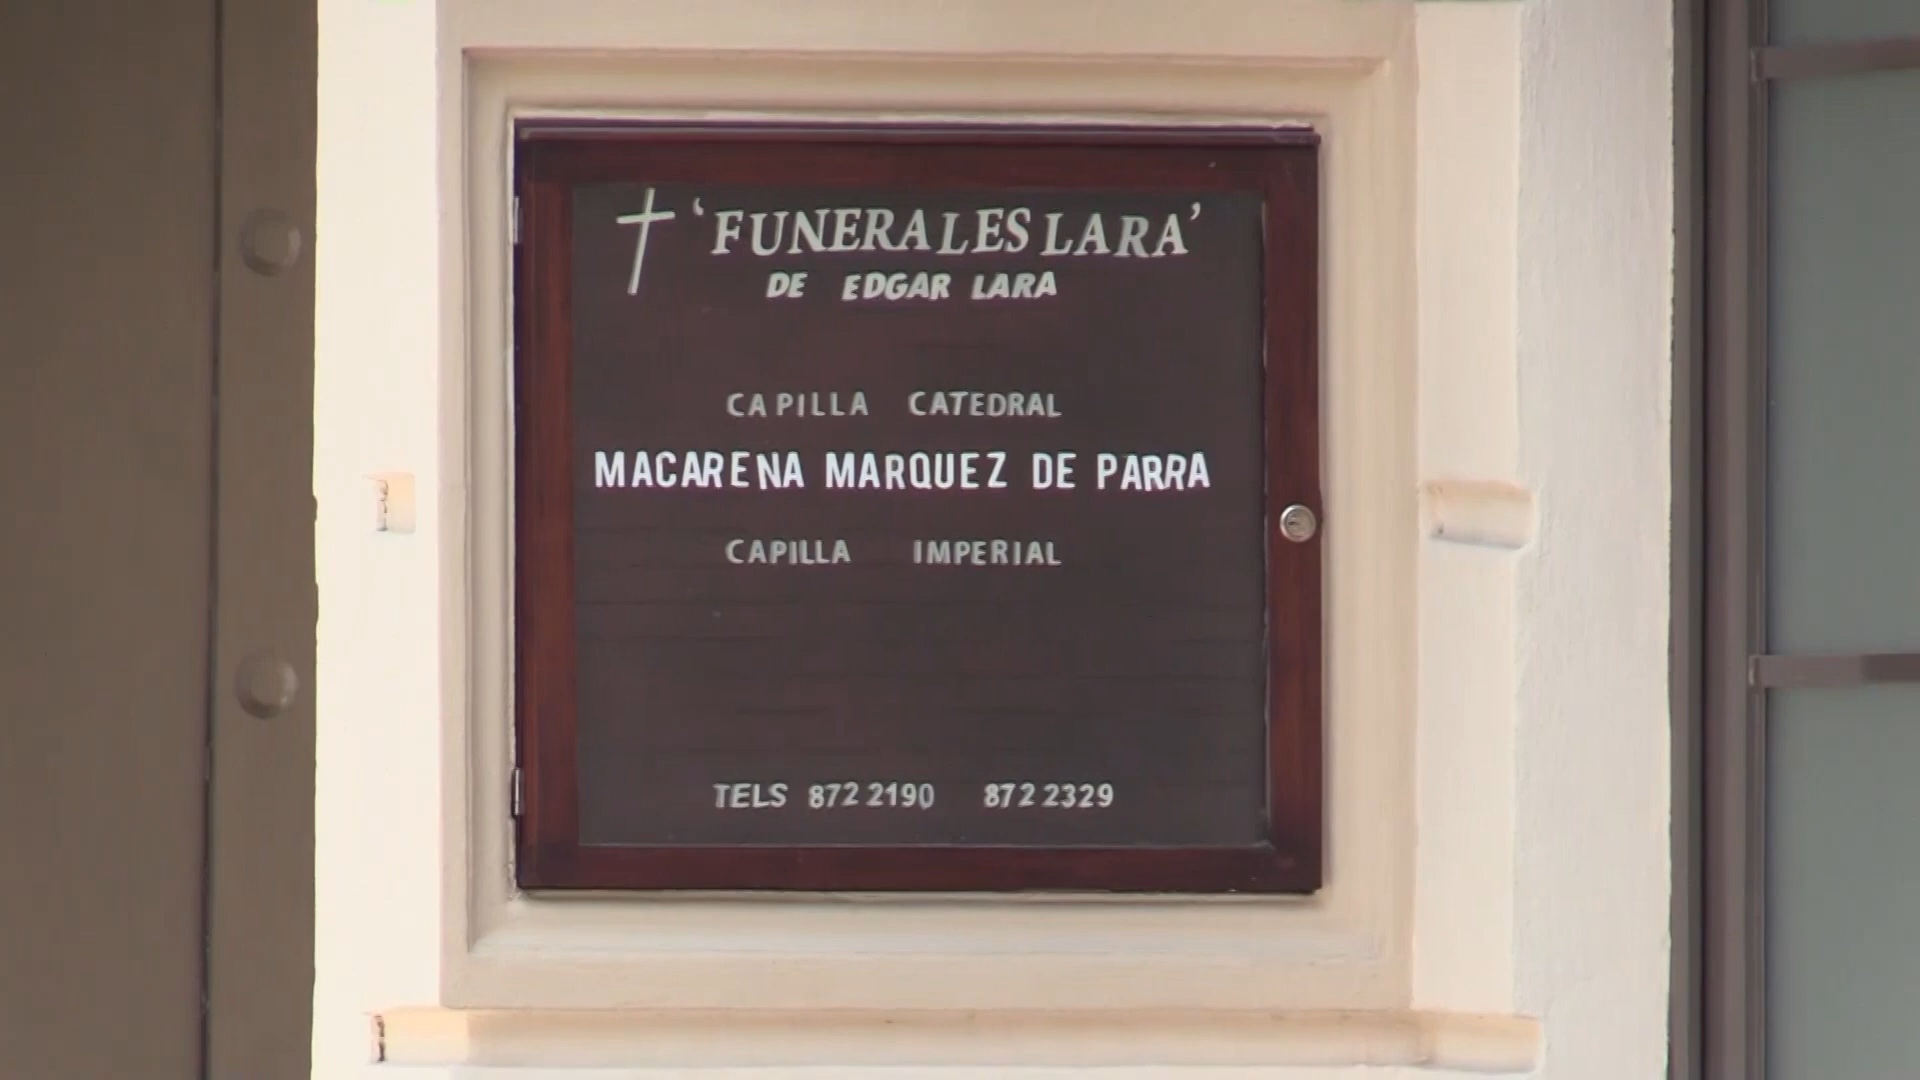 ‘FUNERALES LARA’
DE EDGAR LARA
CAPILLA CATEDRAL
MACARENA MARQUEZ DE PARRA
CAPILLA IMPERIAL
TELS 872 2190 872 2329